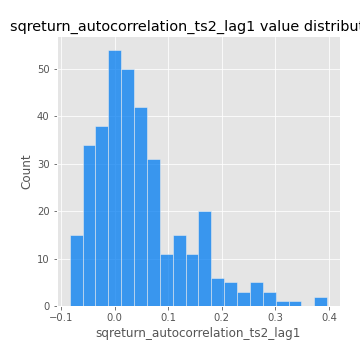 sqreturn_autocorrelation_ts2_lag1 value distribut
50
40
30
20
10
0
Count
−0.1 0.0 0.1 0.2 0.3 0.4
sqreturn_autocorrelation_ts2_lag1